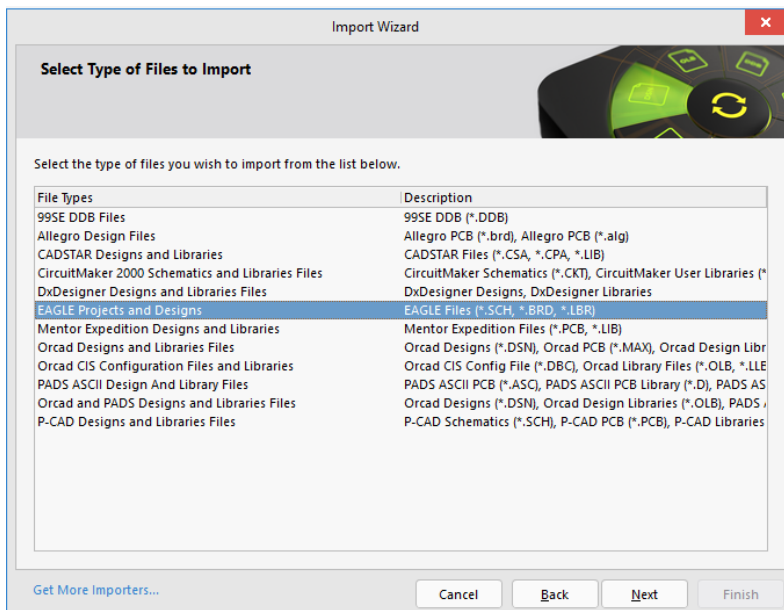 Import Wizard
Select Type of Files to Import
Select the type of files you wish to import from the list below.
File Types Description
99SE DDB Files 99SE DDB (*.DDB)
Allegro Design Files Allegro PCB (*.brd), Allegro PCB (*.alg)
CADSTAR Designs and Libraries CADSTAR Files (*.CSA, *.CPA, *.LIB)
CircuitMaker 2000 Schematics and Libraries Files CircuitMaker Schematics (*.CKT), CircuitMaker User Libraries (*
DxDesigner Designs and Libraries Files DxDesigner Designs, DxDesigner Libraries
EAGLE Projects and Designs EAGLE Files (*.SCH, *.BRD, *.LBR)
Mentor Expedition Designs and Libraries Mentor Expedition Files (*.PCB, *.LIB)
Orcad Designs and Libraries Files Orcad Designs (*.DSN), Orcad PCB (*.MAX), Orcad Design Libr
Orcad CIS Configuration Files and Libraries Orcad CIS Config File (*.DBC), Orcad Library Files (*.OLB, *.LLE
PADS ASCII Design And Library Files PADS ASCII PCB (*.ASC), PADS ASCII PCB Library (*.D), PADS AS
Orcad and PADS Designs and Libraries Files Orcad Designs (*.DSN), Orcad Design Libraries (*.OLB), PADS
P-CAD Designs and Libraries Files P-CAD Schematics (*.SCH), P-CAD PCB (*.PCB), P-CAD Libraries
Get More Importers... Cancel Back Next Finish